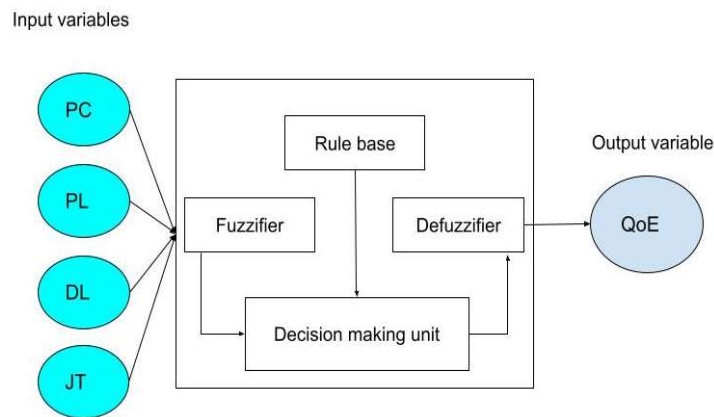 Input variables
PC
PL
DL
JT
Rule base
Fuzzifier
Defuzzifier
Decision making unit
Output variable
QoE